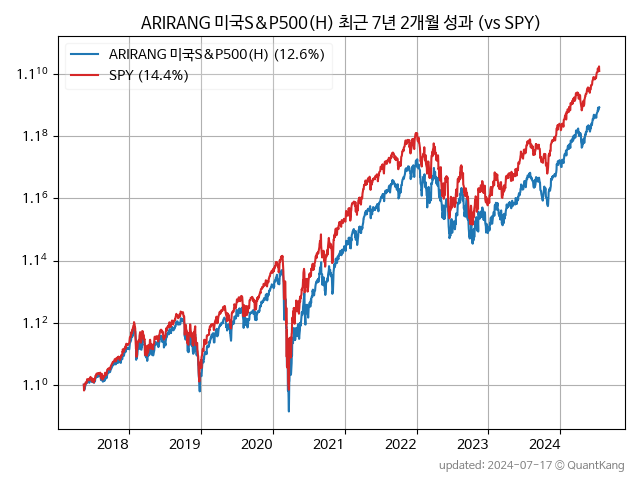 ARIRANG 미국S&P500(H) 최근 7년 2개월 성과 (vs SPY)
ARIRANG 미국S&P500(H) (12.6%)
SPY (14.4%)
1.1¹⁰
1.1⁸
1.1⁶
1.1⁴
1.1²
1.1⁰
2018 2019 2020 2021 2022 2023 2024
updated: 2024-07-17 © QuantKang